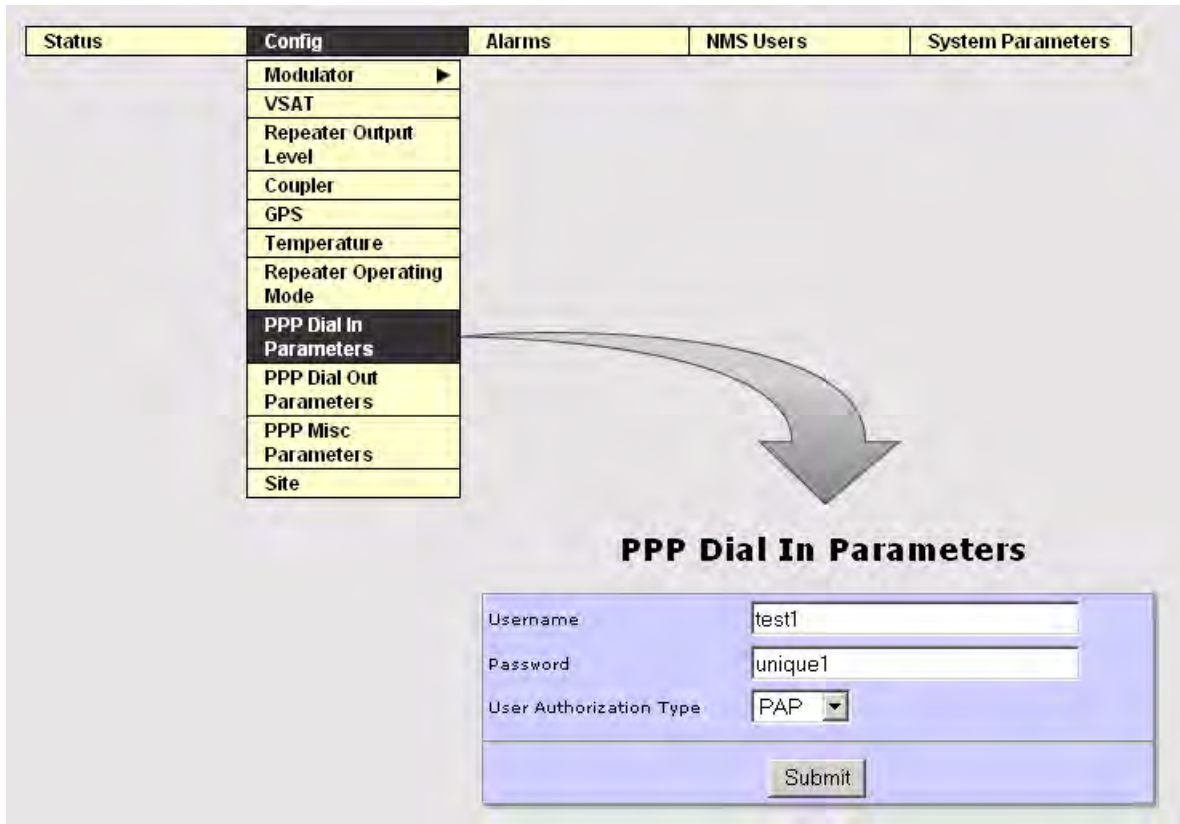 Status Config Alarms NMS Users System Parameters
Modulator
VSAT
Repeater Output
Level
Coupler
GPS
Temperature
Repeater Operating
Mode
PPP Dial In
Parameters
PPP Dial Out
Parameters
PPP Misc
Parameters
Site
PPP Dial In Parameters
Username test1
Password unique1
User Authorization Type PAP
Submit